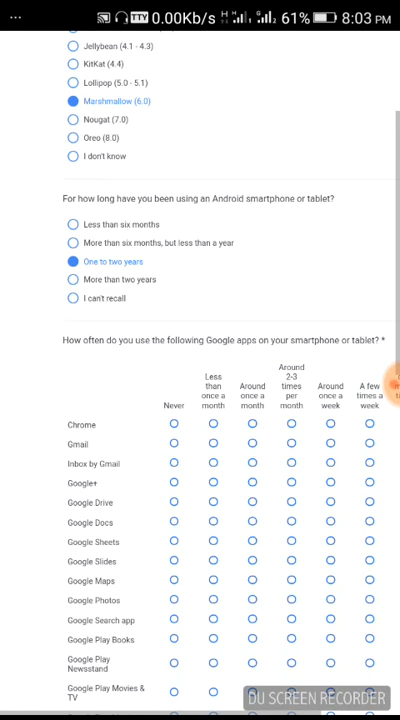 ... TTY 0.00Kb/s H G 2 61% 8:03 PM
Jellybean (4.1 - 4.3)
KitKat (4.4)
Lollipop (5.0 - 5.1)
Marshmallow (6.0)
Nougat (7.0)
Oreo (8.0)
I don't know
For how long have you been using an Android smartphone or tablet?
Less than six months
More than six months, but less than a year
One to two years
More than two years
I can't recall
How often do you use the following Google apps on your smartphone or tablet? *
Never
Less than once a month
Around once a month
Around 2-3 times per month
Around once a week
A few times a week
Chrome
Gmail
Inbox by Gmail
Google+
Google Drive
Google Docs
Google Sheets
Google Slides
Google Maps
Google Photos
Google Search app
Google Play Books
Google Play
Newsstand
Google Play Movies &
TV
DU SCREEN RECORDER